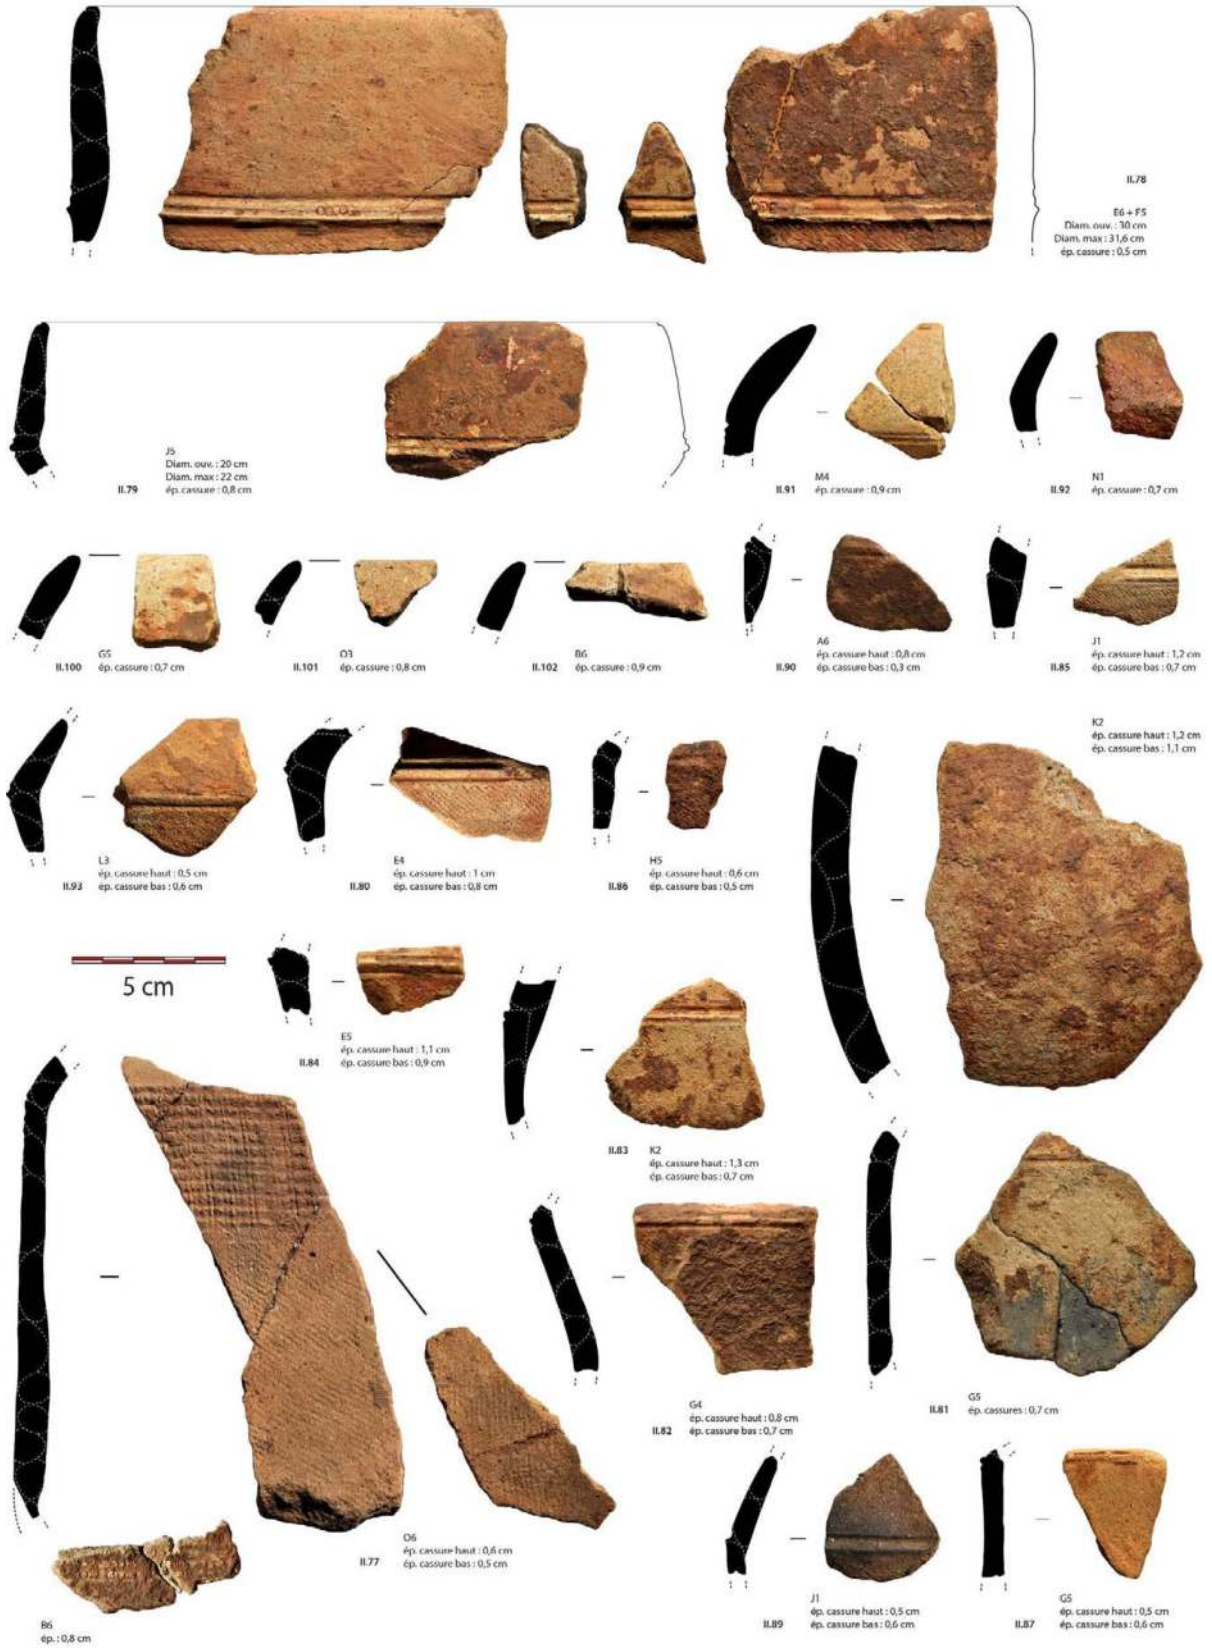 II.78
E6 + F5
Diam. ouv. : 30 cm
Diam. max : 31,6 cm
ép. cassure : 0,5 cm
J5
Diam. ouv. : 20 cm
Diam. max : 22 cm
II.79 ép. cassure : 0,8 cm
M4
II.91 ép. cassure : 0,9 cm
N1
II.92 ép. cassure : 0,7 cm
G5
II.100 ép. cassure : 0,7 cm
O3
II.101 ép. cassure : 0,8 cm
B6
II.102 ép. cassure : 0,9 cm
A6
ép. cassure haut : 0,8 cm
II.90 ép. cassure bas : 0,3 cm
J1
ép. cassure haut : 1,2 cm
II.85 ép. cassure bas : 0,7 cm
K2
ép. cassure haut : 1,2 cm
ép. cassure bas : 1,1 cm
L3
ép. cassure haut : 0,5 cm
II.93 ép. cassure bas : 0,6 cm
E4
ép. cassure haut : 1 cm
II.80 ép. cassure bas : 0,8 cm
H5
ép. cassure haut : 0,6 cm
II.86 ép. cassure bas : 0,5 cm
5 cm
E5
ép. cassure haut : 1,1 cm
II.84 ép. cassure bas : 0,9 cm
II.83 K2
ép. cassure haut : 1,3 cm
ép. cassure bas : 0,7 cm
G4
ép. cassure haut : 0,8 cm
II.82 ép. cassure bas : 0,7 cm
G5
II.81 ép. cassures : 0,7 cm
O6
ép. cassure haut : 0,6 cm
II.77 ép. cassure bas : 0,5 cm
B6
ép. : 0,8 cm
J1
ép. cassure haut : 0,5 cm
II.89 ép. cassure bas : 0,6 cm
G5
ép. cassure haut : 0,5 cm
II.87 ép. cassure bas : 0,6 cm